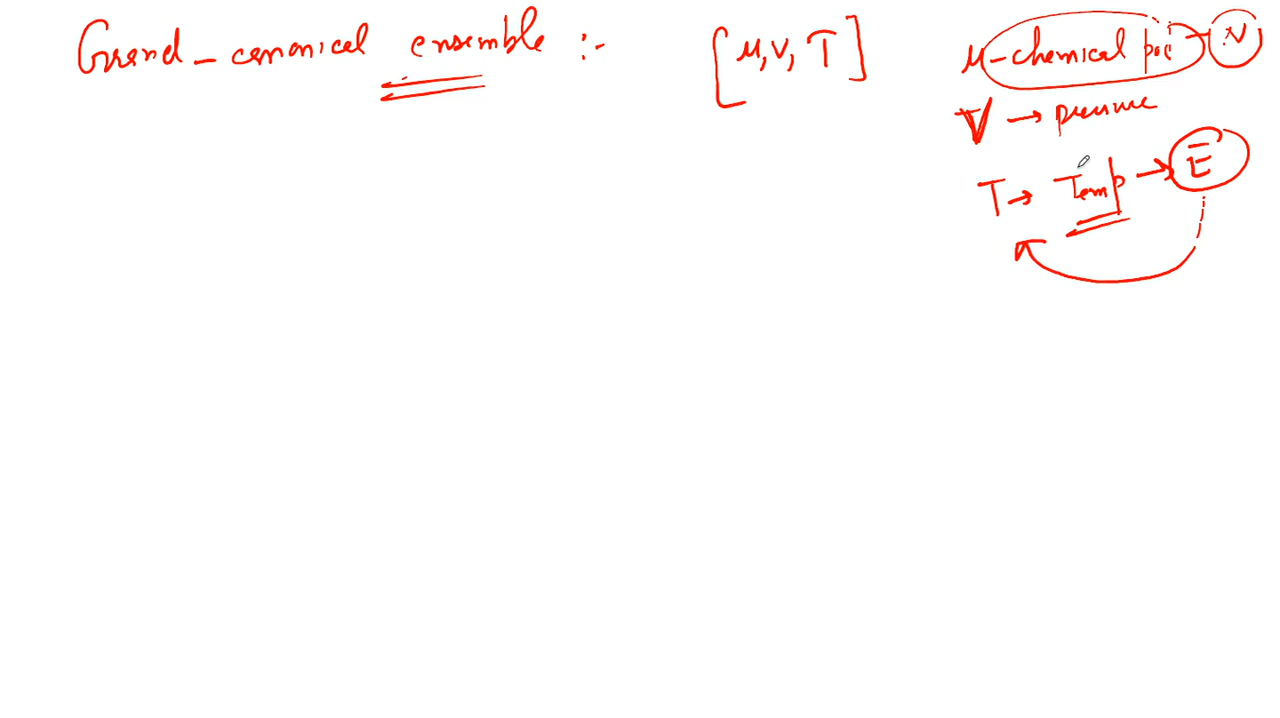 Grand-canonical ensemble :- [μ, V, T]
μ-chemical pot → N
V → pressure
T → Temp → E